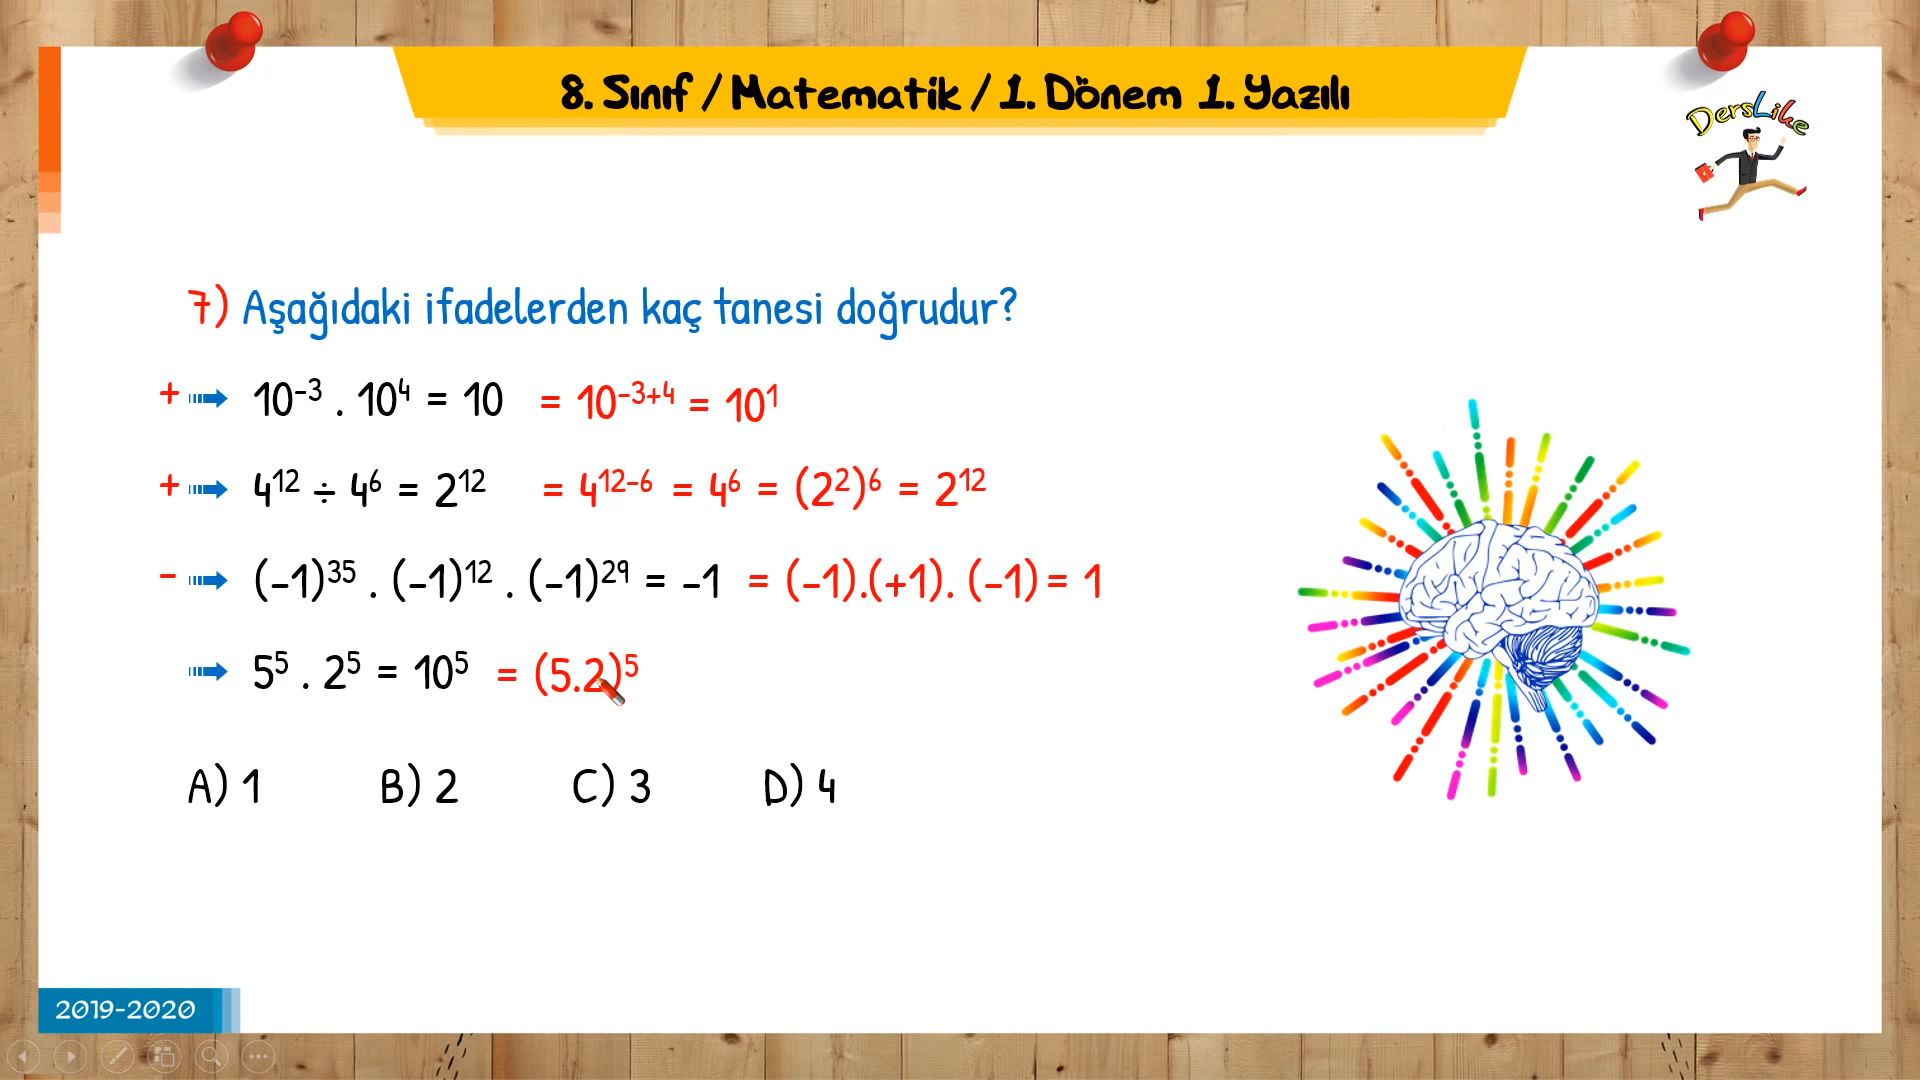 8. Sınıf / Matematik / 1. Dönem 1. Yazılı
DersLike
7) Aşağıdaki ifadelerden kaç tanesi doğrudur?
+ 10⁻³ . 10⁴ = 10 = 10⁻³⁺⁴ = 10¹
+ 4¹² ÷ 4⁶ = 2¹² = 4¹²⁻⁶ = 4⁶ = (2²)⁶ = 2¹²
- (-1)³⁵ . (-1)¹² . (-1)²⁹ = -1 = (-1).(+1). (-1) = 1
5⁵ . 2⁵ = 10⁵ = (5.2)⁵
A) 1 B) 2 C) 3 D) 4
2019-2020